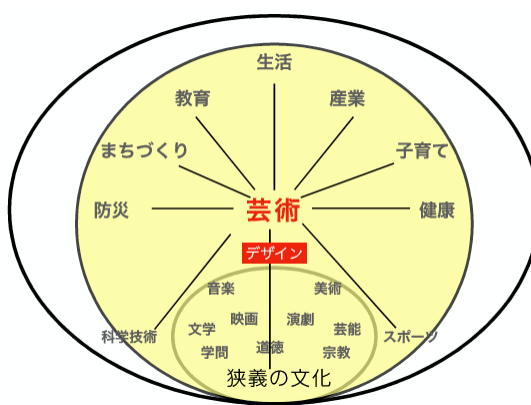 生活
教育
産業
まちづくり
子育て
防災
芸術
健康
デザイン
音楽
美術
文学
映画
演劇
芸能
科学技術
スポーツ
学問
道徳
宗教
狭義の文化